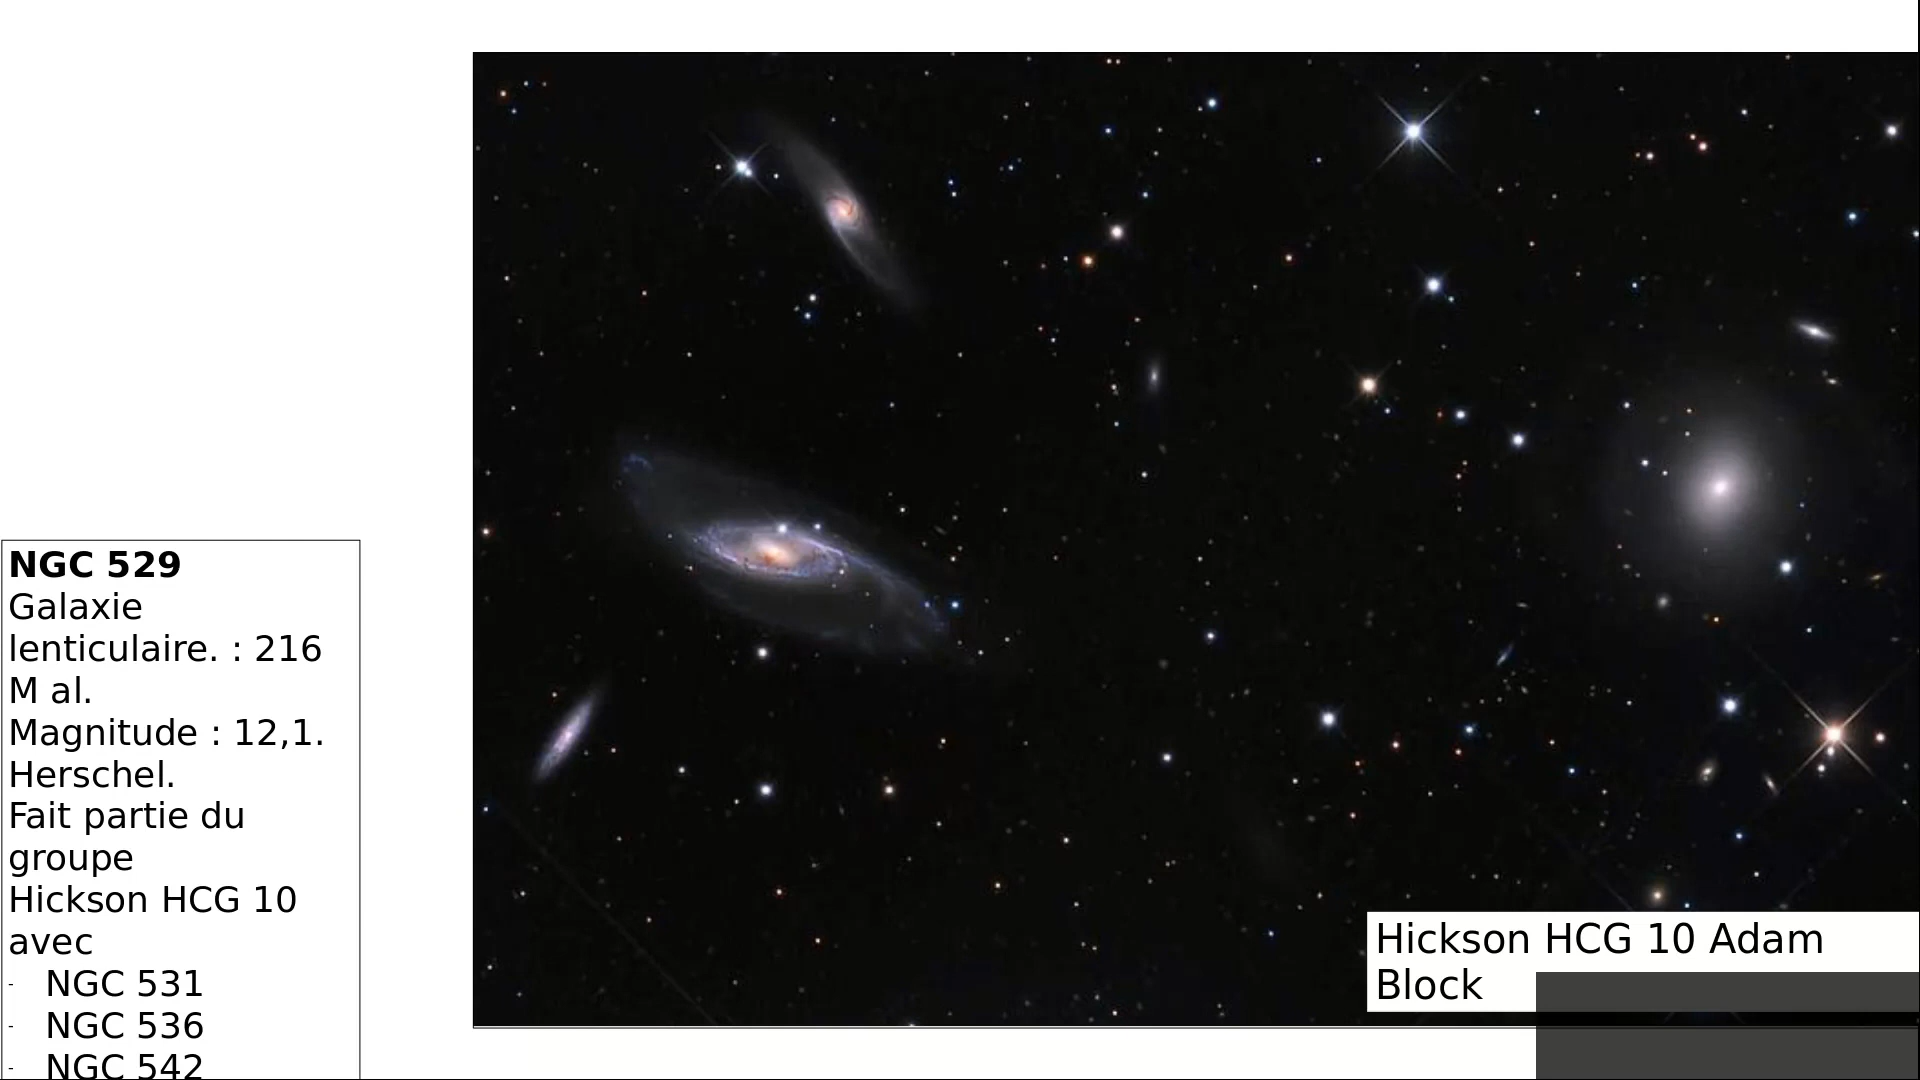 NGC 529
Galaxie
lenticulaire. : 216
M al.
Magnitude : 12,1.
Herschel.
Fait partie du
groupe
Hickson HCG 10
avec
- NGC 531
- NGC 536
- NGC 542
Hickson HCG 10 Adam
Block